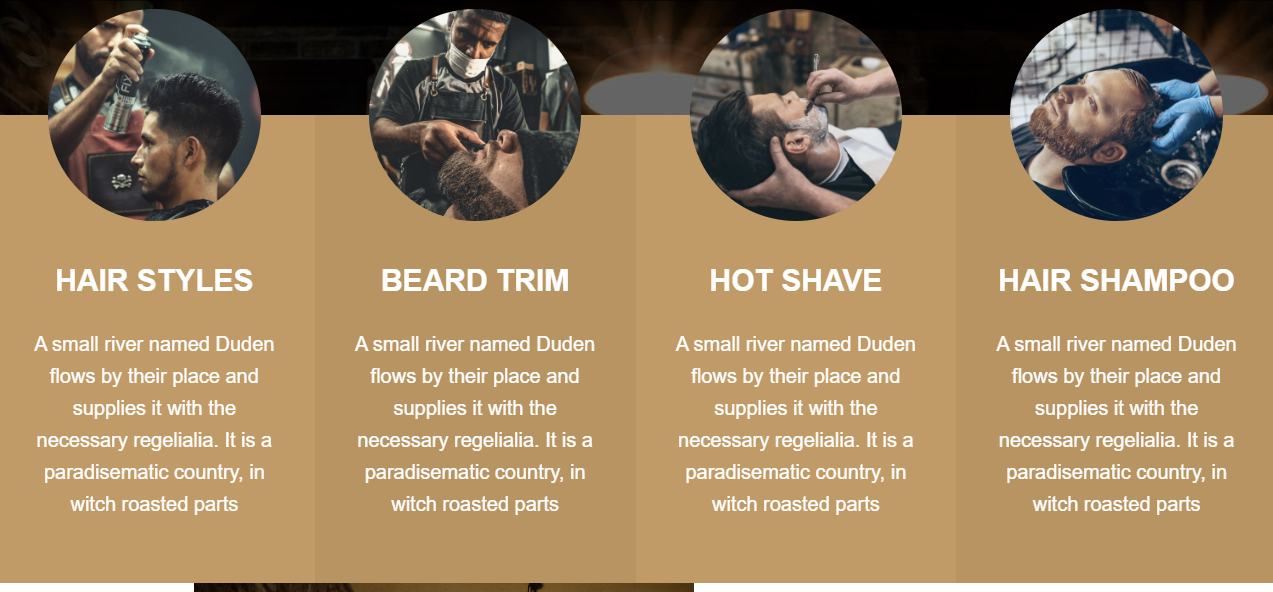 HAIR STYLES
A small river named Duden
flows by their place and
supplies it with the
necessary regelialia. It is a
paradisematic country, in
witch roasted parts
BEARD TRIM
A small river named Duden
flows by their place and
supplies it with the
necessary regelialia. It is a
paradisematic country, in
witch roasted parts
HOT SHAVE
A small river named Duden
flows by their place and
supplies it with the
necessary regelialia. It is a
paradisematic country, in
witch roasted parts
HAIR SHAMPOO
A small river named Duden
flows by their place and
supplies it with the
necessary regelialia. It is a
paradisematic country, in
witch roasted parts